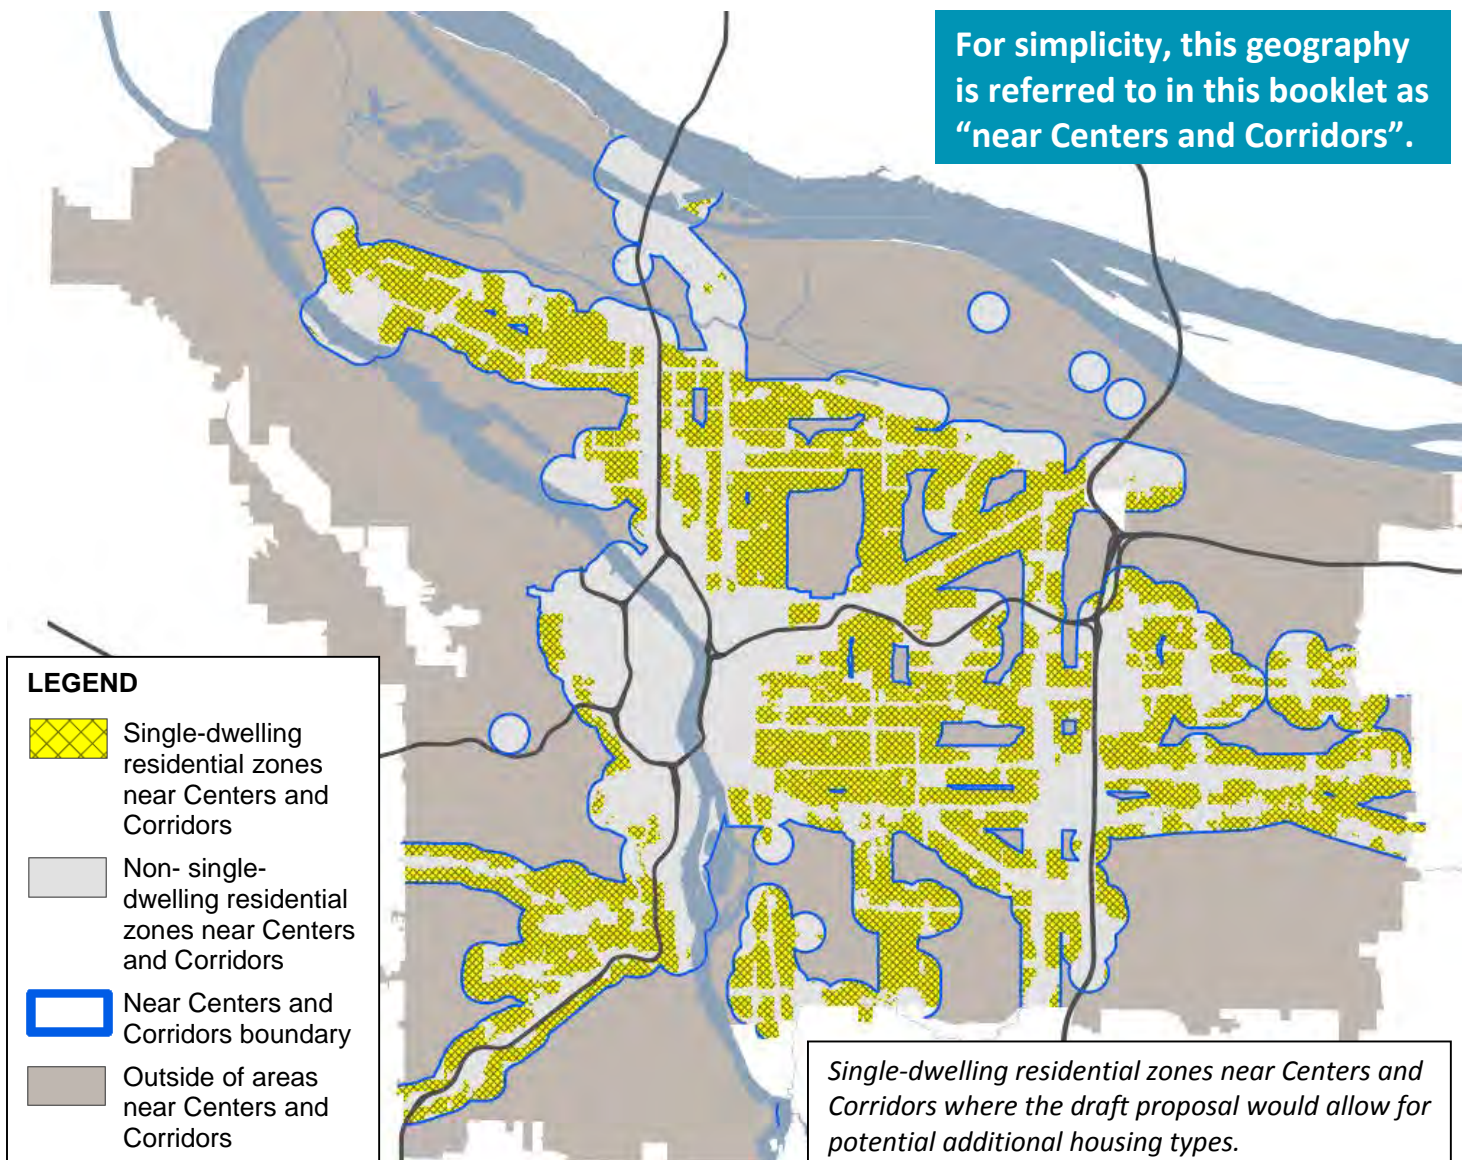 For simplicity, this geography
is referred to in this booklet as
“near Centers and Corridors”.
LEGEND
Single-dwelling
residential zones
near Centers and
Corridors
Non- single-
dwelling residential
zones near Centers
and Corridors
Near Centers and
Corridors boundary
Outside of areas
near Centers and
Corridors
Single-dwelling residential zones near Centers and
Corridors where the draft proposal would allow for
potential additional housing types.